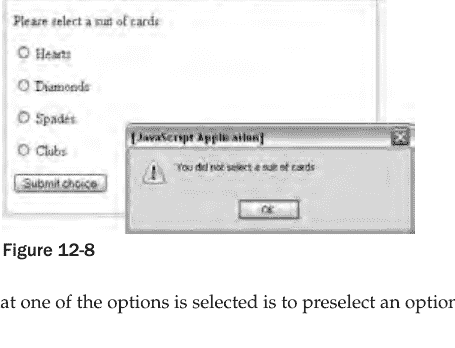 Please select a suit of cards
Hearts
Diamonds
Spades
Clubs
Submit choice
[JavaScript Application]
You did not select a suit of cards
OK
Figure 12-8
at one of the options is selected is to preselect an option